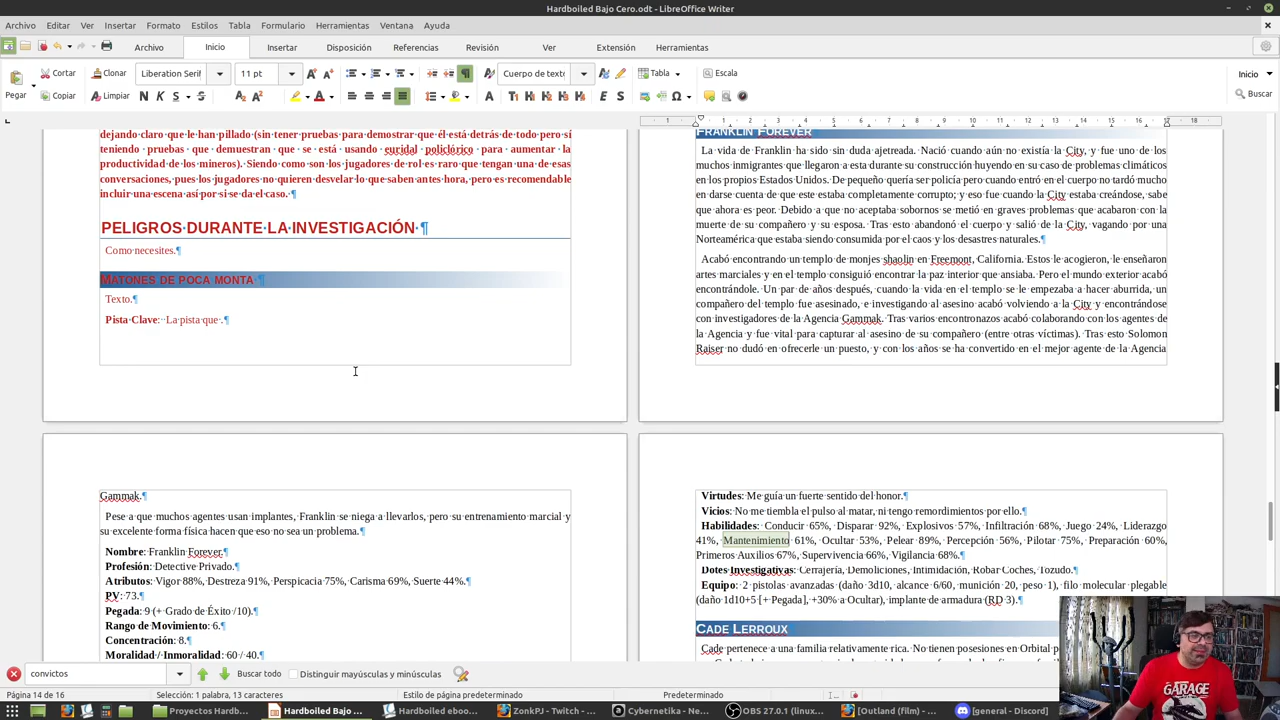 Hardboiled Bajo Cero.odt - LibreOffice Writer
Archivo Editar Ver Insertar Formato Estilos Tabla Formulario Herramientas Ventana Ayuda
Archivo Inicio Insertar Disposición Referencias Revisión Ver Extensión Herramientas
Pegar Cortar Copiar Clonar Limpiar Liberation Serif 11 pt Cuerpo de texto Tabla Escala Inicio Buscar
dejando claro que le han pillado (sin tener pruebas para demostrar que él está detrás de todo pero sí
teniendo pruebas que demuestran que se está usando euridal policlórico para aumentar la
productividad de los mineros). Siendo como son los jugadores de rol es raro que tengan una de esas
conversaciones, pues los jugadores no quieren desvelar lo que saben antes hora, pero es recomendable
incluir una escena así por si se da el caso.¶
PELIGROS DURANTE LA INVESTIGACIÓN¶
Como necesites.¶
MATONES DE POCA MONTA¶
Texto.¶
Pista Clave: La pista que .¶
FRANKLIN FOREVER
La vida de Franklin ha sido sin duda ajetreada. Nació cuando aún no existía la City, y fue uno de los
muchos inmigrantes que llegaron a esta durante su construcción huyendo en su caso de problemas climáticos
en los propios Estados Unidos. De pequeño quería ser policía pero cuando entró en el cuerpo no tardó mucho
en darse cuenta de que este estaba completamente corrupto; y eso fue cuando la City estaba creándose, sabe
que ahora es peor. Debido a que no aceptaba sobornos se metió en graves problemas que acabaron con la
muerte de su compañero y su esposa. Tras esto abandonó el cuerpo y salió de la City, vagando por una
Norteamérica que estaba siendo consumida por el caos y los desastres naturales.¶
Acabó encontrando un templo de monjes shaolin en Freemont, California. Estos le acogieron, le enseñaron
artes marciales y en el templo consiguió encontrar la paz interior que ansiaba. Pero el mundo exterior acabó
encontrándole. Un par de años después, cuando la vida en el templo se le empezaba a hacer aburrida, un
compañero del templo fue asesinado, e investigando al asesino acabó volviendo a la City y encontrándose
con investigadores de la Agencia Gammak. Tras varios encontronazos acabó colaborando con los agentes de
la Agencia y fue vital para capturar al asesino de su compañero (entre otras víctimas). Tras esto Solomon
Raiser no dudó en ofrecerle un puesto, y con los años se ha convertido en el mejor agente de la Agencia
Gammak.¶
Pese a que muchos agentes usan implantes, Franklin se niega a llevarlos, pero su entrenamiento marcial y
su excelente forma física hacen que eso no sea un problema.¶
Nombre: Franklin Forever.¶
Profesión: Detective Privado.¶
Atributos: Vigor 88%, Destreza 91%, Perspicacia 75%, Carisma 69%, Suerte 44%.¶
PV: 73.¶
Pegada: 9 (+ Grado de Éxito /10).¶
Rango de Movimiento: 6.¶
Concentración: 8.¶
Moralidad / Inmoralidad: 60 / 40.¶
Virtudes: Me guía un fuerte sentido del honor.¶
Vicios: No me tiembla el pulso al matar, ni tengo remordimientos por ello.¶
Habilidades: Conducir 65%, Disparar 92%, Explosivos 57%, Infiltración 68%, Juego 24%, Liderazgo
41%, Mantenimiento 61%, Ocultar 53%, Pelear 89%, Percepción 56%, Pilotar 75%, Preparación 60%,
Primeros Auxilios 67%, Supervivencia 66%, Vigilancia 68%.¶
Dotes Investigativas: Cerrajería, Demoliciones, Intimidación, Robar Coches, Tozudo.¶
Equipo: 2 pistolas avanzadas (daño 3d10, alcance 6/60, munición 20, peso 1), filo molecular plegable
(daño 1d10+5 [+ Pegada], +30% a Ocultar), implante de armadura (RD 3).¶
CADE LERROUX
Cade pertenece a una familia relativamente rica. No tienen posesiones en Orbital
convictos Buscar todo Distinguir mayúsculas y minúsculas
Página 14 de 16 Selección: 1 palabra, 13 caracteres Estilo de página predeterminado Predeterminado
Proyectos Hardb... Hardboiled Bajo ... Hardboiled eboo... ZonkPJ - Twitch - ... Cybernetika - Ne... OBS 27.0.1 (linux... [Outland (film) - ... [general - Discord]
GARAGE